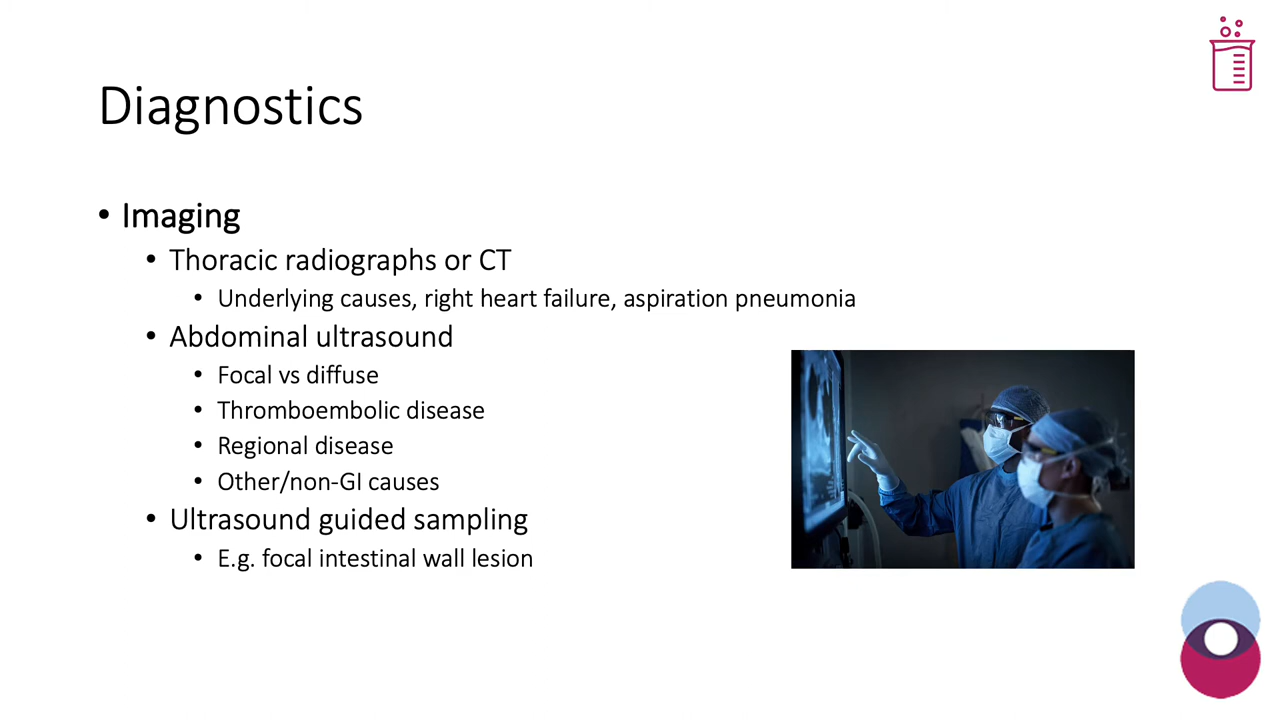 Diagnostics
• Imaging
• Thoracic radiographs or CT
• Underlying causes, right heart failure, aspiration pneumonia
• Abdominal ultrasound
• Focal vs diffuse
• Thromboembolic disease
• Regional disease
• Other/non-GI causes
• Ultrasound guided sampling
• E.g. focal intestinal wall lesion